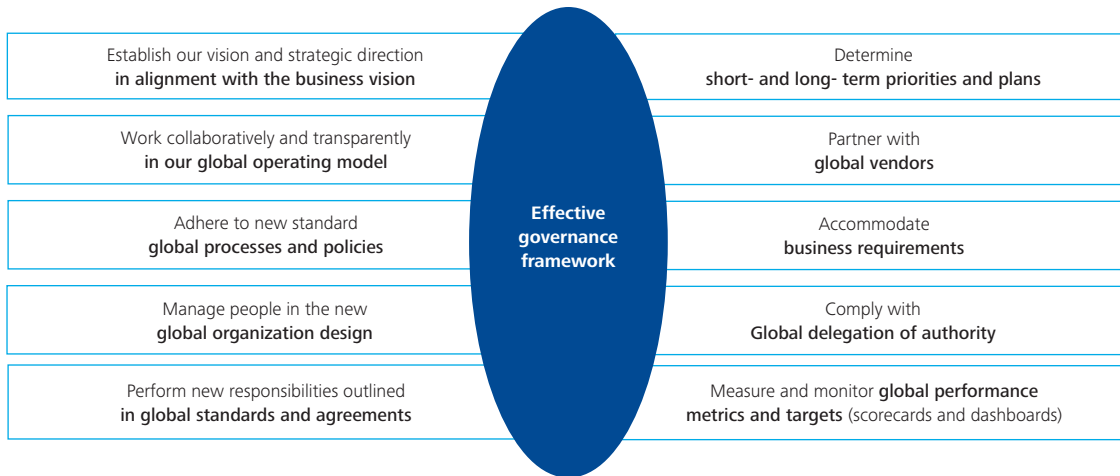 Establish our vision and strategic direction
in alignment with the business vision
Work collaboratively and transparently
in our global operating model
Adhere to new standard
global processes and policies
Manage people in the new
global organization design
Perform new responsibilities outlined
in global standards and agreements
Effective
governance
framework
Determine
short- and long- term priorities and plans
Partner with
global vendors
Accommodate
business requirements
Comply with
Global delegation of authority
Measure and monitor global performance
metrics and targets (scorecards and dashboards)